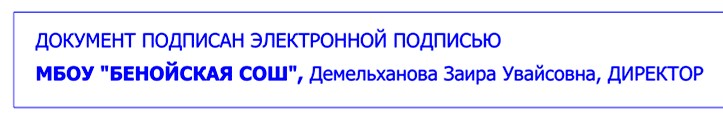 ДОКУМЕНТ ПОДПИСАН ЭЛЕКТРОННОЙ ПОДПИСЬЮ
МБОУ "БЕНОЙСКАЯ СОШ", Демельханова Заира Увайсовна, ДИРЕКТОР